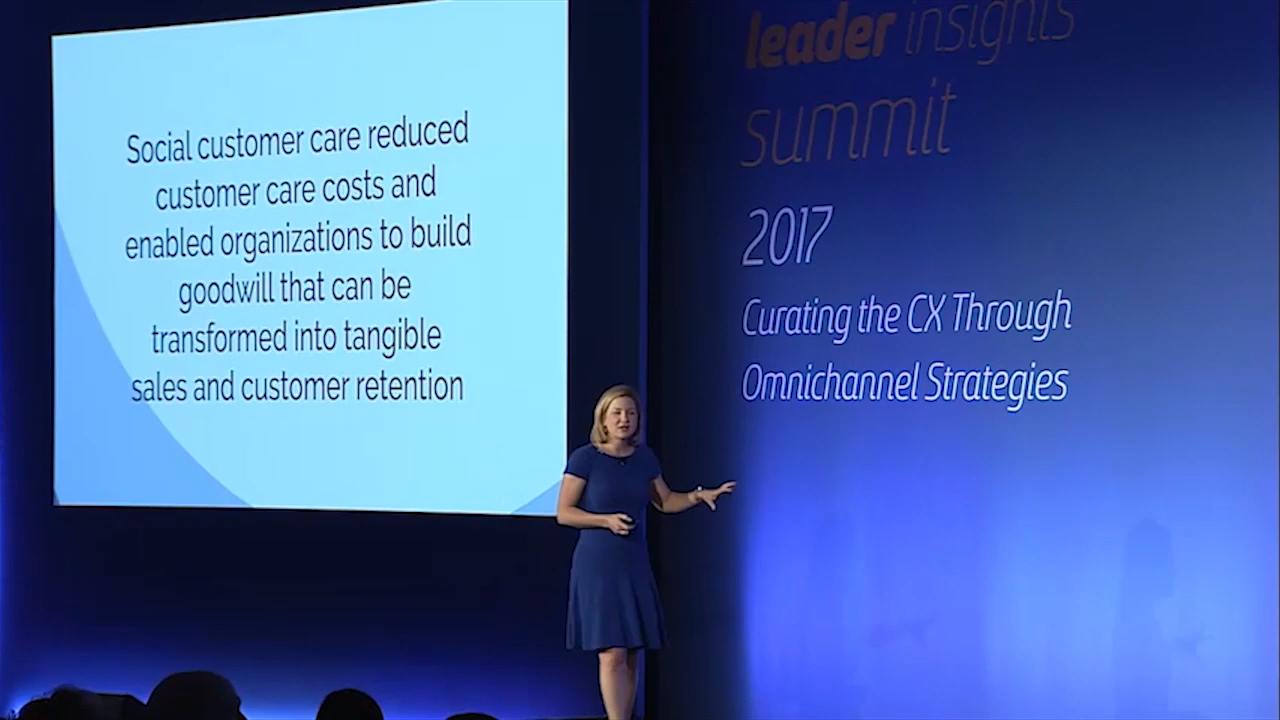 Social customer care reduced
customer care costs and
enabled organizations to build
goodwill that can be
transformed into tangible
sales and customer retention
leader insights
summit
2017
Curating the CX Through
Omnichannel Strategies